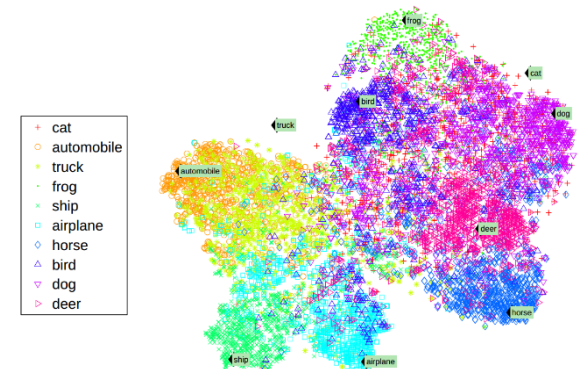 cat
automobile
truck
frog
ship
airplane
horse
bird
dog
deer
frog
cat
bird
dog
truck
automobile
deer
horse
ship
airplane